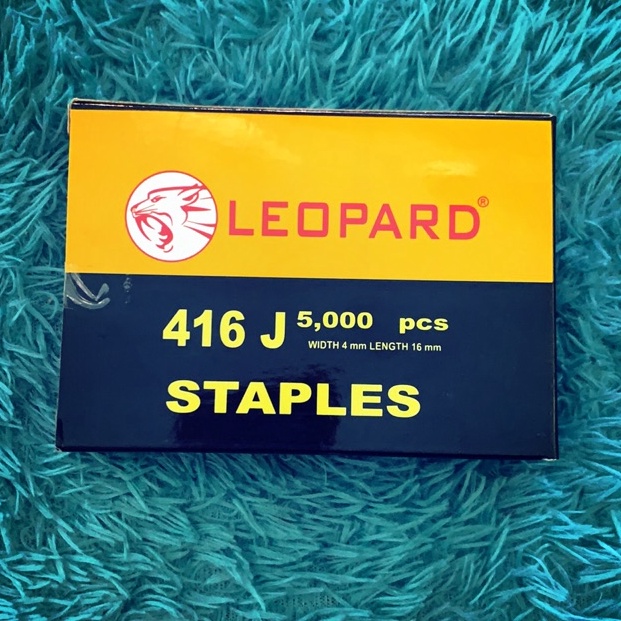 LEOPARD®
416 J 5,000 pcs
WIDTH 4 mm LENGTH 16 mm
STAPLES